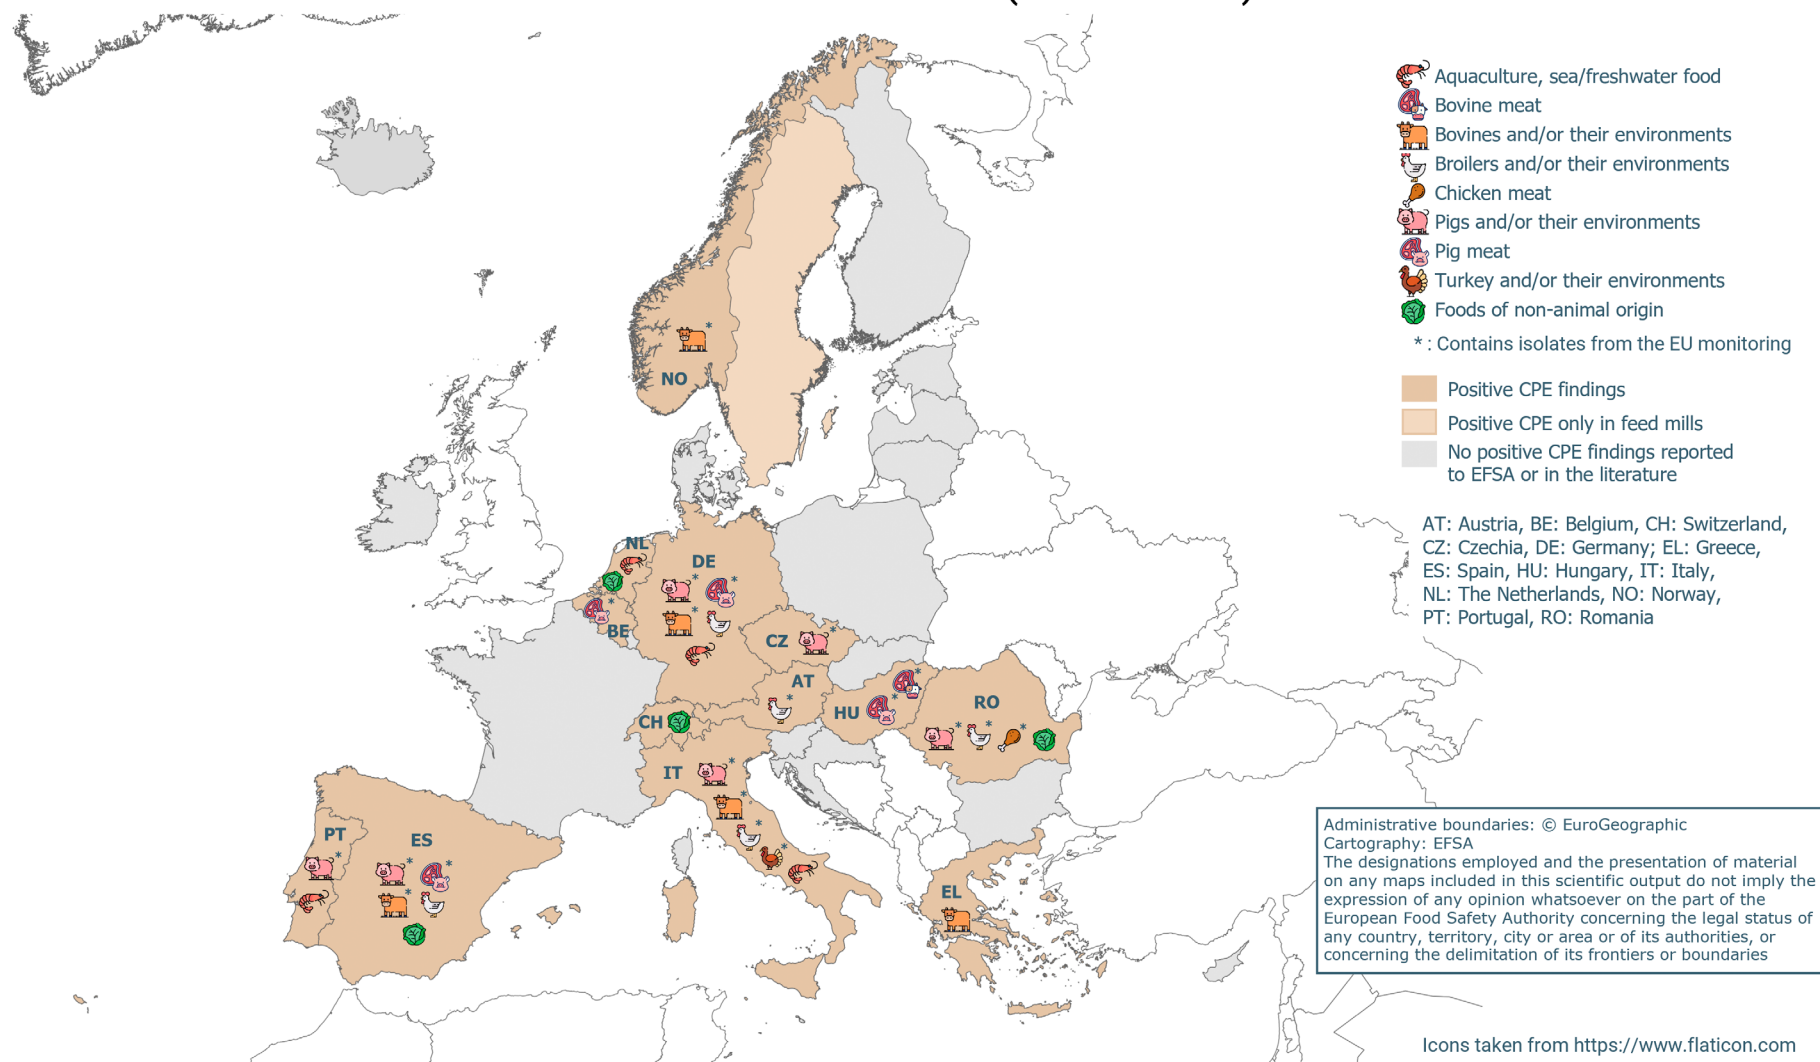 Aquaculture, sea/freshwater food
Bovine meat
Bovines and/or their environments
Broilers and/or their environments
Chicken meat
Pigs and/or their environments
Pig meat
Turkey and/or their environments
Foods of non-animal origin
* : Contains isolates from the EU monitoring
Positive CPE findings
Positive CPE only in feed mills
No positive CPE findings reported
to EFSA or in the literature
AT: Austria, BE: Belgium, CH: Switzerland,
CZ: Czechia, DE: Germany; EL: Greece,
ES: Spain, HU: Hungary, IT: Italy,
NL: The Netherlands, NO: Norway,
PT: Portugal, RO: Romania
NO
NL
DE
BE
CZ
AT
CH
HU
RO
IT
PT
ES
EL
Administrative boundaries: © EuroGeographic
Cartography: EFSA
The designations employed and the presentation of material
on any maps included in this scientific output do not imply the
expression of any opinion whatsoever on the part of the
European Food Safety Authority concerning the legal status of
any country, territory, city or area or of its authorities, or
concerning the delimitation of its frontiers or boundaries
Icons taken from https://www.flaticon.com